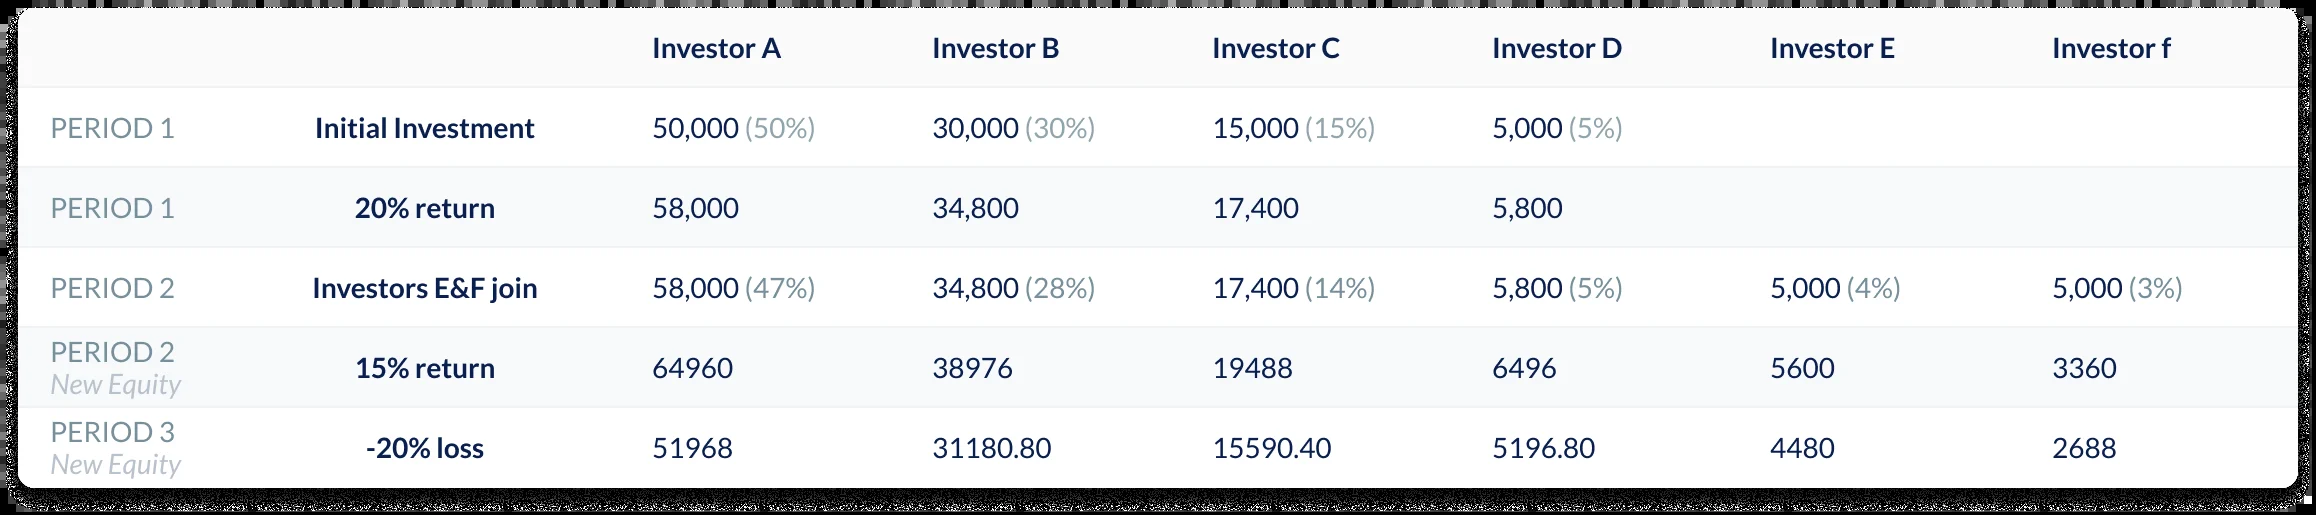 Investor A Investor B Investor C Investor D Investor E Investor f
PERIOD 1 Initial Investment 50,000 (50%) 30,000 (30%) 15,000 (15%) 5,000 (5%)
PERIOD 1 20% return 58,000 34,800 17,400 5,800
PERIOD 2 Investors E&F join 58,000 (47%) 34,800 (28%) 17,400 (14%) 5,800 (5%) 5,000 (4%) 5,000 (3%)
PERIOD 2
New Equity 15% return 64960 38976 19488 6496 5600 3360
PERIOD 3
New Equity -20% loss 51968 31180.80 15590.40 5196.80 4480 2688